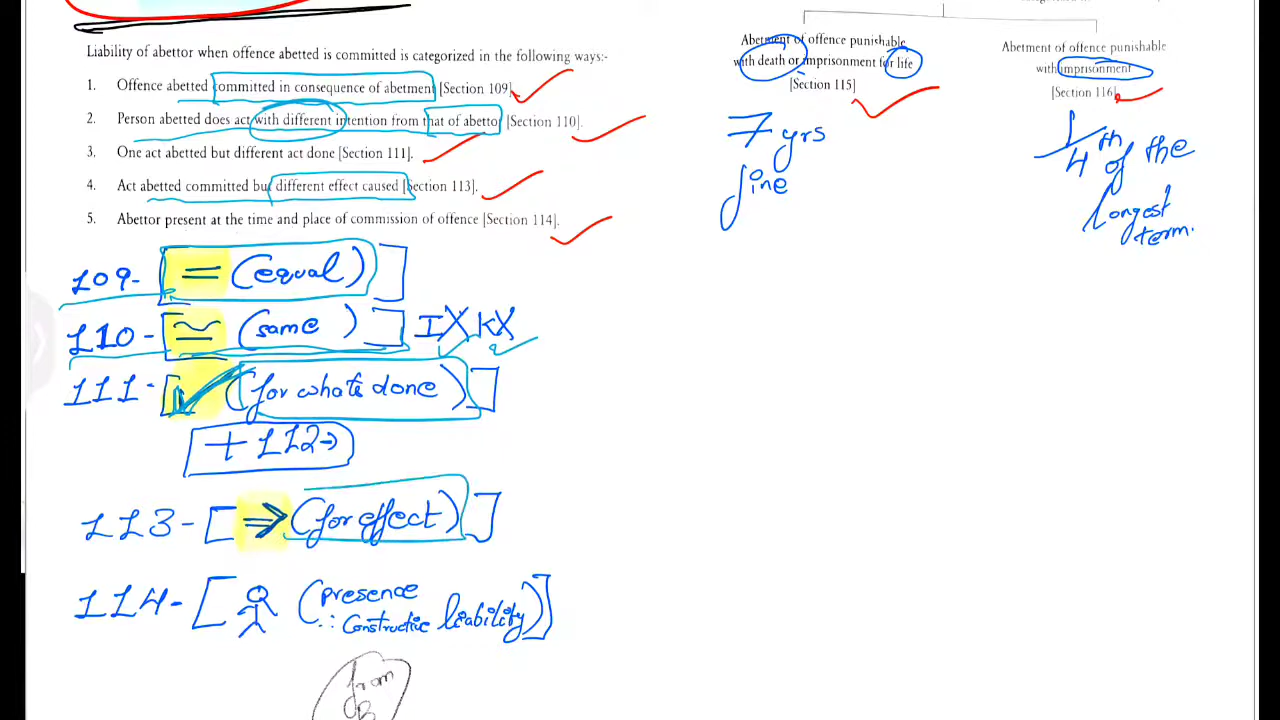 Liability of abettor when offence abetted is committed is categorized in the following ways:-
1. Offence abetted committed in consequence of abetment [Section 109].
2. Person abetted does act with different intention from that of abettor [Section 110].
3. One act abetted but different act done [Section 111].
4. Act abetted committed but different effect caused [Section 113].
5. Abettor present at the time and place of commission of offence [Section 114].
109- [= (equal)]
110- [≃ (same)] IX KX
111- [✓ (for whats done)]
+ 112→
113- [⇒ (for effect)]
114- [ (presence
∴ Constructive liability)]
from
B
Abetment of offence punishable
with death or imprisonment for life
[Section 115]
7 yrs
fine
Abetment of offence punishable
with imprisonment
[Section 116]
1/4th of the
longest
term.